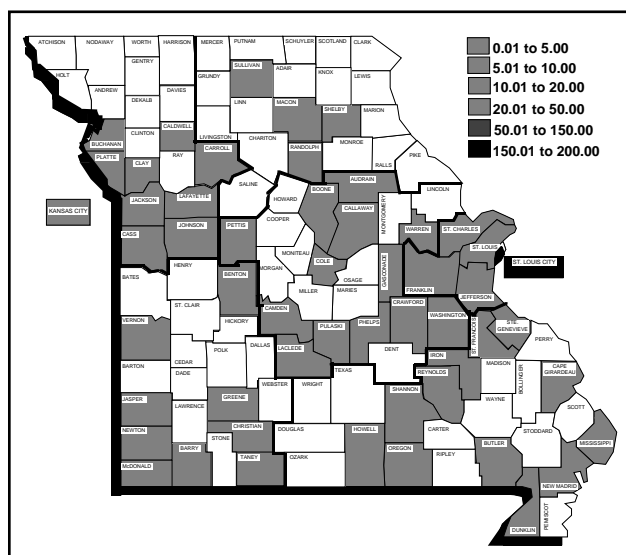 ATCHISON NODAWAY WORTH HARRISON MERCER PUTNAM SCHUYLER SCOTLAND CLARK
HOLT GENTRY SULLIVAN ADAIR KNOX LEWIS
ANDREW DEKALB DAVIES GRUNDY LINN MACON SHELBY MARION
BUCHANAN CLINTON CALDWELL LIVINGSTON CHARITON RANDOLPH MONROE RALLS PIKE
PLATTE CLAY RAY CARROLL
SALINE HOWARD BOONE AUDRAIN LINCOLN
KANSAS CITY JACKSON LAFAYETTE COOPER CALLAWAY MONTGOMERY WARREN ST. CHARLES
CASS JOHNSON PETTIS MONITEAU COLE OSAGE GASCONADE FRANKLIN ST. LOUIS
ST. LOUIS CITY
BATES HENRY BENTON MORGAN MILLER MARIES JEFFERSON
ST. CLAIR CAMDEN CRAWFORD WASHINGTON ST. FRANCOIS STE. GENEVIEVE
VERNON HICKORY PULASKI PHELPS PERRY
CEDAR POLK DALLAS LACLEDE DENT IRON MADISON BOLLINGER CAPE GIRARDEAU
BARTON DADE WEBSTER WRIGHT TEXAS SHANNON REYNOLDS WAYNE SCOTT
JASPER LAWRENCE GREENE
NEWTON CHRISTIAN DOUGLAS HOWELL OREGON CARTER BUTLER STODDARD MISSISSIPPI
McDONALD BARRY STONE TANEY OZARK RIPLEY NEW MADRID
DUNKLIN PEMISCOT
0.01 to 5.00
5.01 to 10.00
10.01 to 20.00
20.01 to 50.00
50.01 to 150.00
150.01 to 200.00